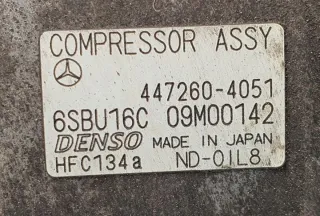 COMPRESSOR ASSY
447260-4051
6SBU16C 09M00142
DENSO MADE IN JAPAN
HFC134a ND-OIL8